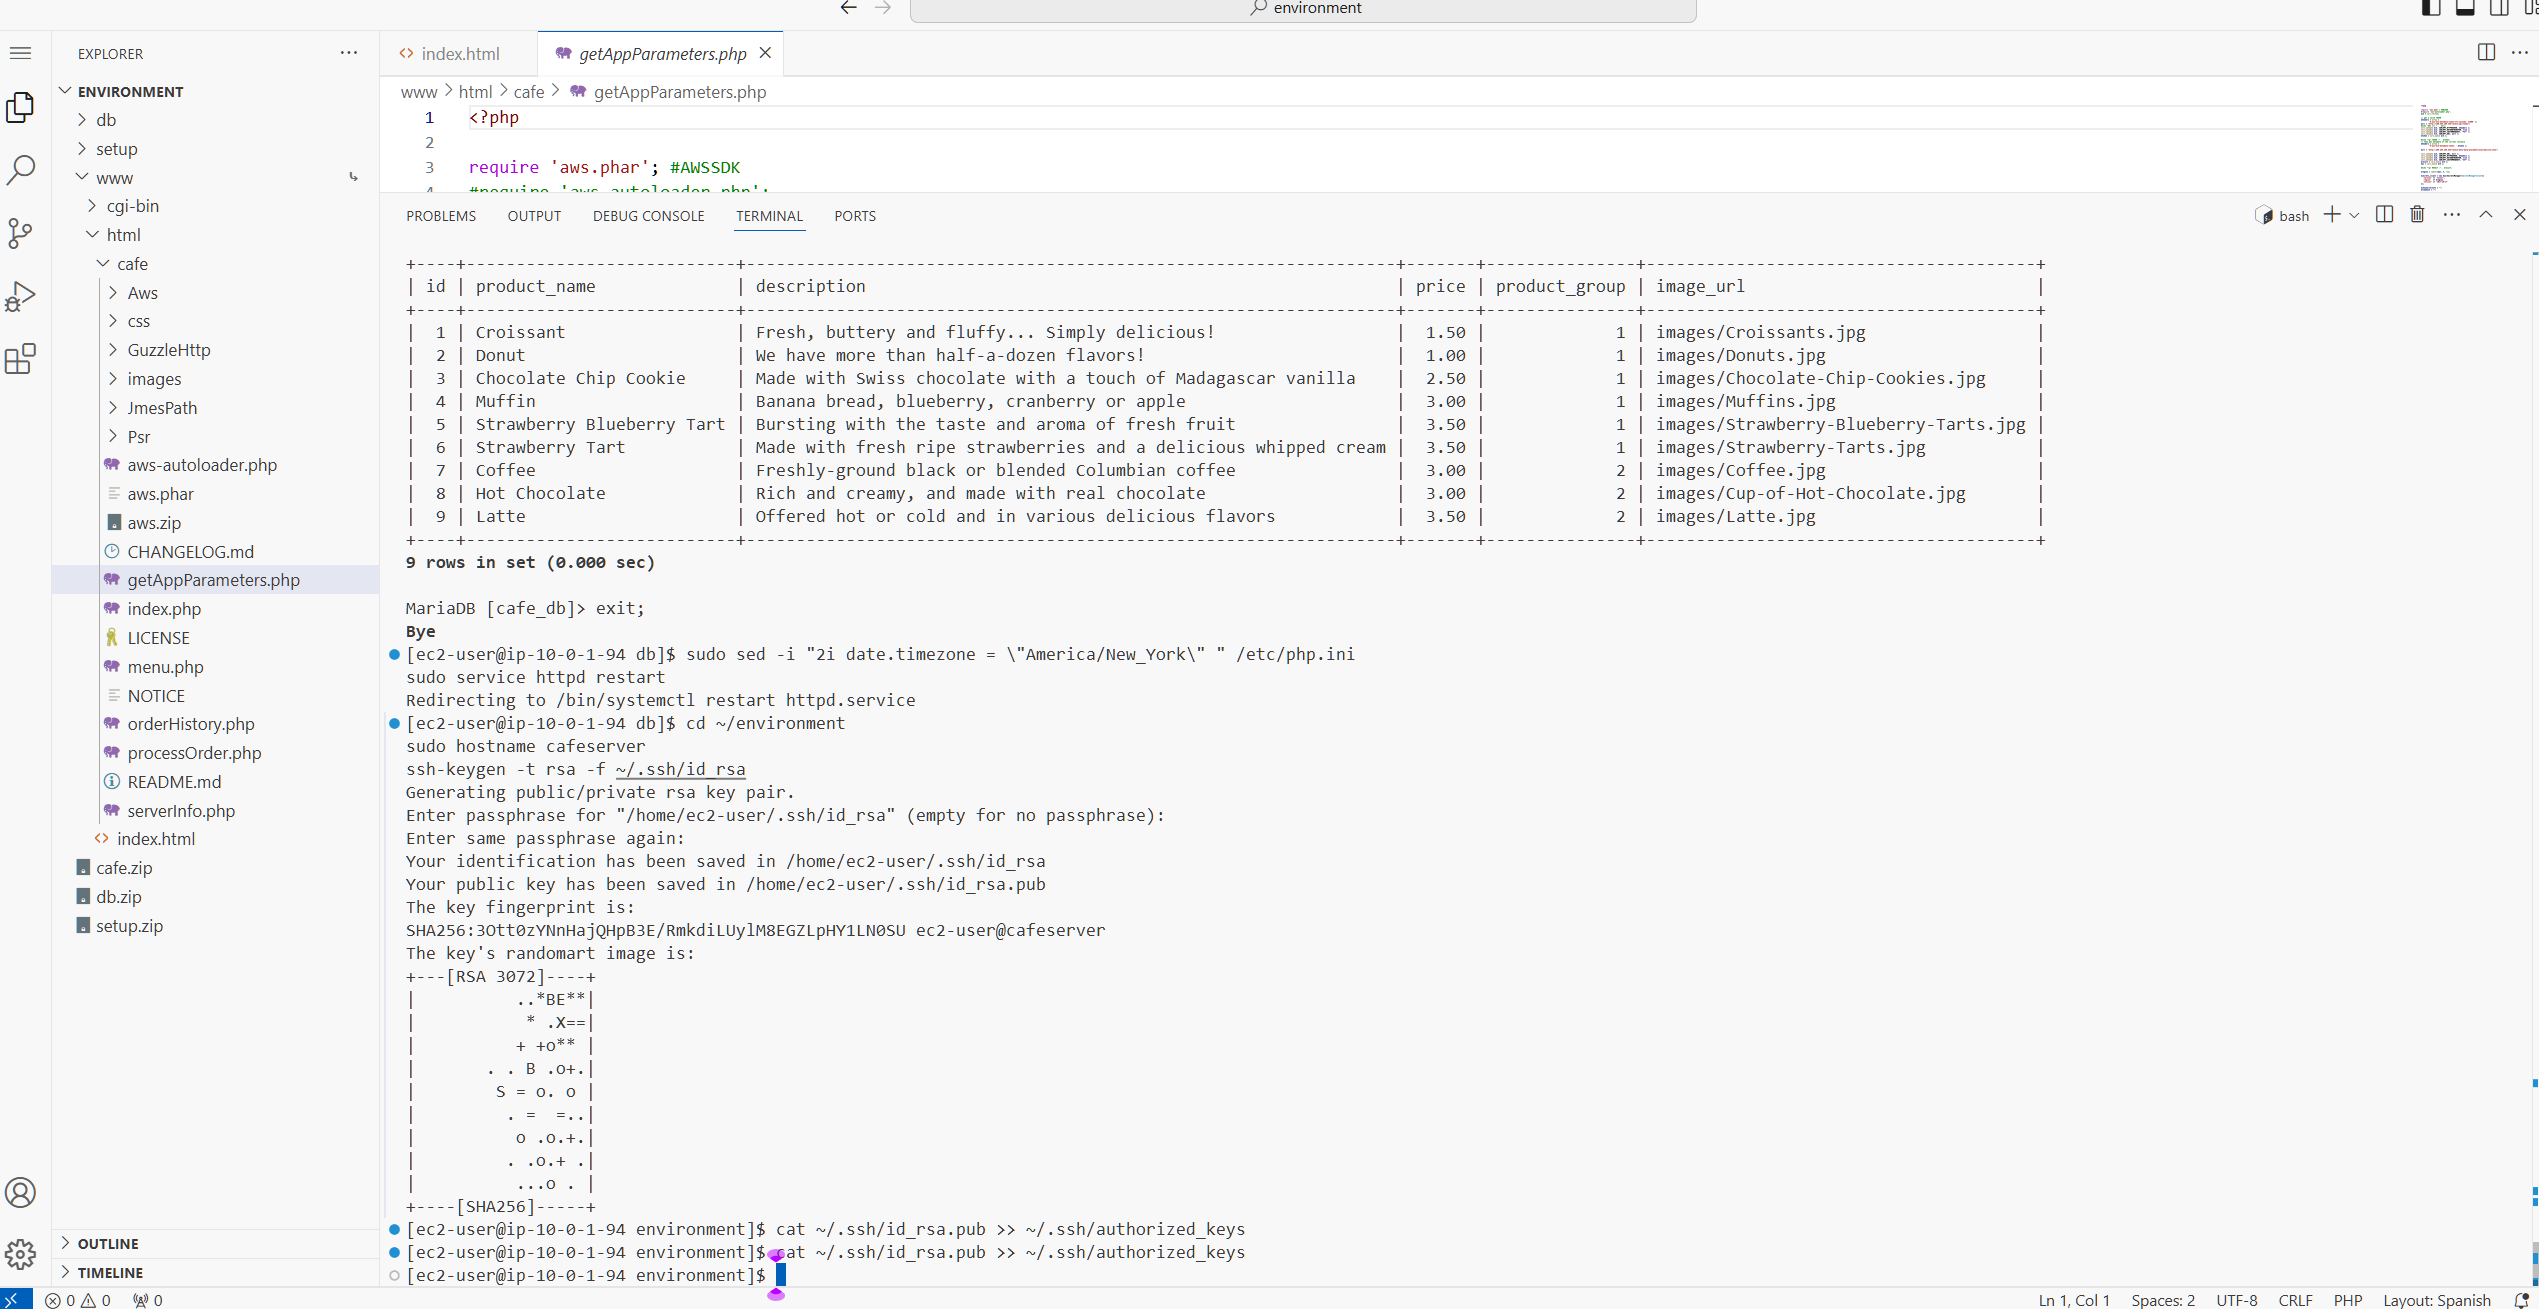 environment
EXPLORER
ENVIRONMENT
db
setup
www
cgi-bin
html
cafe
Aws
css
GuzzleHttp
images
JmesPath
Psr
aws-autoloader.php
aws.phar
aws.zip
CHANGELOG.md
getAppParameters.php
index.php
LICENSE
menu.php
NOTICE
orderHistory.php
processOrder.php
README.md
serverInfo.php
index.html
cafe.zip
db.zip
setup.zip
OUTLINE
TIMELINE
index.html
getAppParameters.php
www > html > cafe > getAppParameters.php
1 <?php
2
3 require 'aws.phar'; #AWSSDK
4 #require 'aws-autoloader.php';
PROBLEMS OUTPUT DEBUG CONSOLE TERMINAL PORTS
bash
+----+--------------------------+-----------------------------------------------------------------+-------+---------------+---------------------------------------+
| id | product_name | description | price | product_group | image_url |
+----+--------------------------+-----------------------------------------------------------------+-------+---------------+---------------------------------------+
| 1 | Croissant | Fresh, buttery and fluffy... Simply delicious! | 1.50 | 1 | images/Croissants.jpg |
| 2 | Donut | We have more than half-a-dozen flavors! | 1.00 | 1 | images/Donuts.jpg |
| 3 | Chocolate Chip Cookie | Made with Swiss chocolate with a touch of Madagascar vanilla | 2.50 | 1 | images/Chocolate-Chip-Cookies.jpg |
| 4 | Muffin | Banana bread, blueberry, cranberry or apple | 3.00 | 1 | images/Muffins.jpg |
| 5 | Strawberry Blueberry Tart | Bursting with the taste and aroma of fresh fruit | 3.50 | 1 | images/Strawberry-Blueberry-Tarts.jpg |
| 6 | Strawberry Tart | Made with fresh ripe strawberries and a delicious whipped cream | 3.50 | 1 | images/Strawberry-Tarts.jpg |
| 7 | Coffee | Freshly-ground black or blended Columbian coffee | 3.00 | 2 | images/Coffee.jpg |
| 8 | Hot Chocolate | Rich and creamy, and made with real chocolate | 3.00 | 2 | images/Cup-of-Hot-Chocolate.jpg |
| 9 | Latte | Offered hot or cold and in various delicious flavors | 3.50 | 2 | images/Latte.jpg |
+----+--------------------------+-----------------------------------------------------------------+-------+---------------+---------------------------------------+
9 rows in set (0.000 sec)
MariaDB [cafe_db]> exit;
Bye
[ec2-user@ip-10-0-1-94 db]$ sudo sed -i "2i date.timezone = \"America/New_York\" " /etc/php.ini
sudo service httpd restart
Redirecting to /bin/systemctl restart httpd.service
[ec2-user@ip-10-0-1-94 db]$ cd ~/environment
sudo hostname cafeserver
ssh-keygen -t rsa -f ~/.ssh/id_rsa
Generating public/private rsa key pair.
Enter passphrase for "/home/ec2-user/.ssh/id_rsa" (empty for no passphrase):
Enter same passphrase again:
Your identification has been saved in /home/ec2-user/.ssh/id_rsa
Your public key has been saved in /home/ec2-user/.ssh/id_rsa.pub
The key fingerprint is:
SHA256:3Ott0zYNnHajQHpB3E/RmkdiLUylM8EGZLpHY1LN0SU ec2-user@cafeserver
The key's randomart image is:
+---[RSA 3072]----+
|          ..*BE**|
|           * .X==|
|          + +o** |
|       . . B .o+.|
|        S = o. o |
|         . =  =..|
|          o .o.+.|
|         . .o.+ .|
|          ...o . |
+----[SHA256]-----+
[ec2-user@ip-10-0-1-94 environment]$ cat ~/.ssh/id_rsa.pub >> ~/.ssh/authorized_keys
[ec2-user@ip-10-0-1-94 environment]$ cat ~/.ssh/id_rsa.pub >> ~/.ssh/authorized_keys
[ec2-user@ip-10-0-1-94 environment]$
0 0 0
Ln 1, Col 1 Spaces: 2 UTF-8 CRLF PHP Layout: Spanish